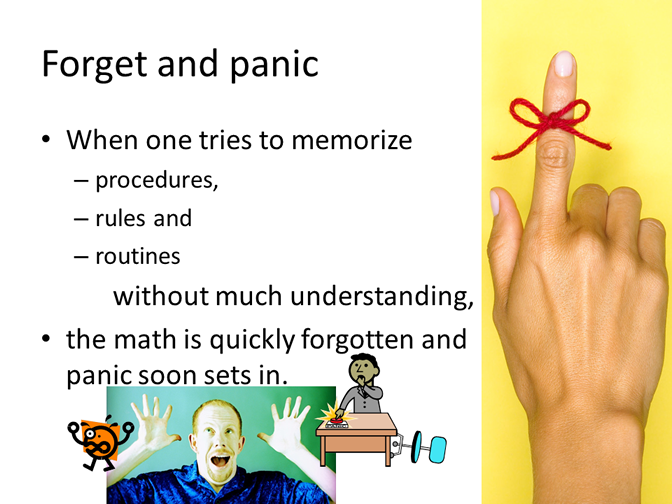 Forget and panic
• When one tries to memorize
– procedures,
– rules and
– routines
without much understanding,
• the math is quickly forgotten and
panic soon sets in.